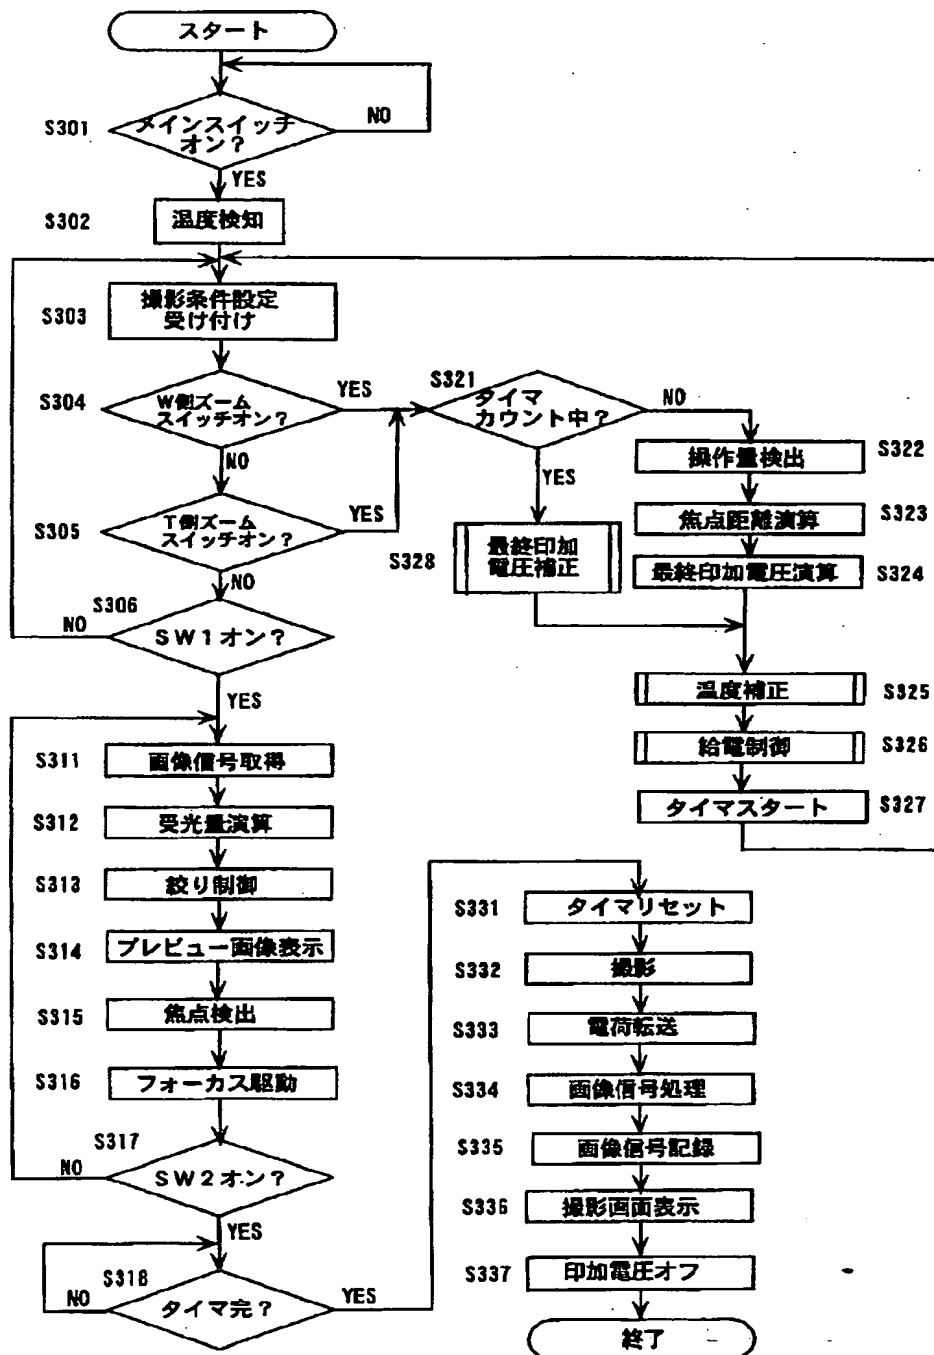 スタート
S301
メインスイッチ
オン？
NO
YES
S302
温度検知
S303
撮影条件設定
受け付け
S304
W側ズーム
スイッチオン？
YES
NO
S305
T側ズーム
スイッチオン？
YES
NO
S306
SW1オン？
NO
YES
S321
タイマ
カウント中？
NO
YES
S322
操作量検出
S323
焦点距離演算
S324
最終印加電圧演算
S328
最終印加
電圧補正
S325
温度補正
S326
給電制御
S327
タイマスタート
S311
画像信号取得
S312
受光量演算
S313
絞り制御
S314
プレビュー画像表示
S315
焦点検出
S316
フォーカス駆動
S317
SW2オン？
NO
YES
S318
タイマ完？
NO
YES
S331
タイマリセット
S332
撮影
S333
電荷転送
S334
画像信号処理
S335
画像信号記録
S336
撮影画面表示
S337
印加電圧オフ
終了